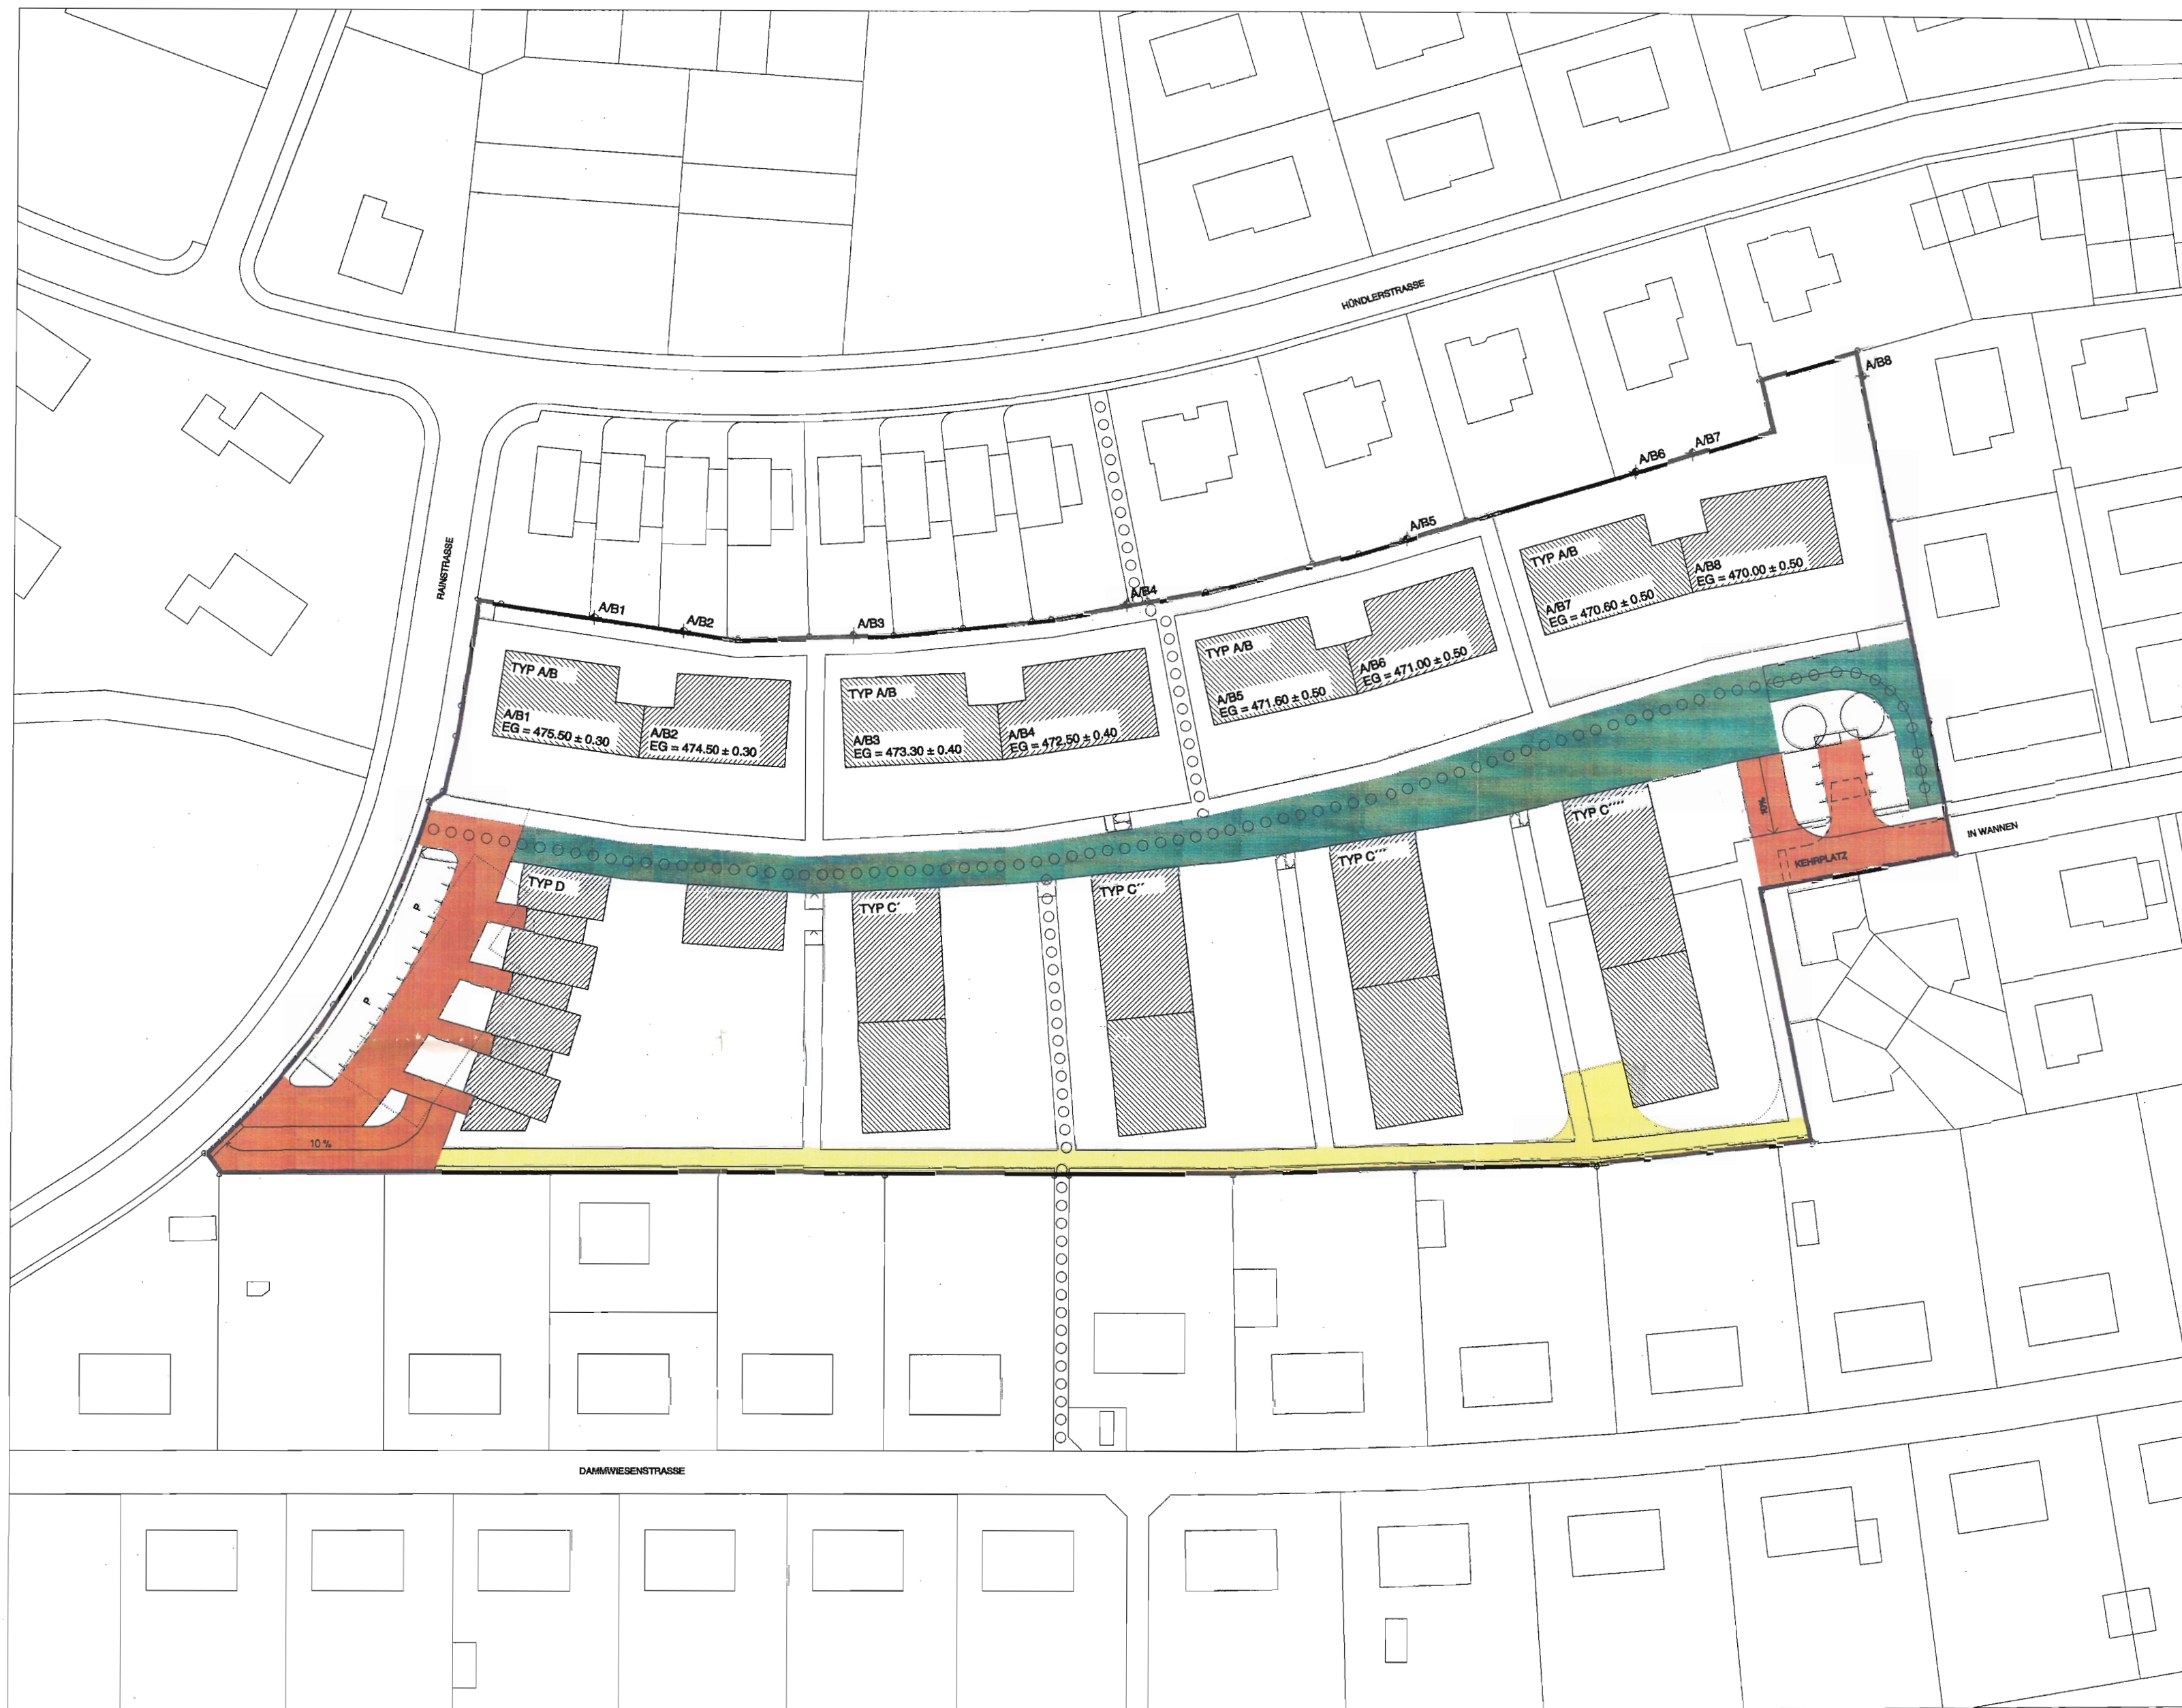 HÜNDLERSTRASSE
A/B8
A/B7
A/B6
A/B5
A/B4
A/B3
A/B2
A/B1
RAINSTRASSE
TYP A/B
A/B1
EG = 475.50 ± 0.30
A/B2
EG = 474.50 ± 0.30
TYP A/B
A/B3
EG = 473.30 ± 0.40
A/B4
EG = 472.50 ± 0.40
TYP A/B
A/B5
EG = 471.60 ± 0.50
A/B6
EG = 471.00 ± 0.50
TYP A/B
A/B7
EG = 470.60 ± 0.50
A/B8
EG = 470.00 ± 0.50
IN WANNEN
KEHRPLATZ
TYP D
TYP C'
TYP C''
TYP C'''
TYP C''''
P
P
10 %
DAMMWIESENSTRASSE